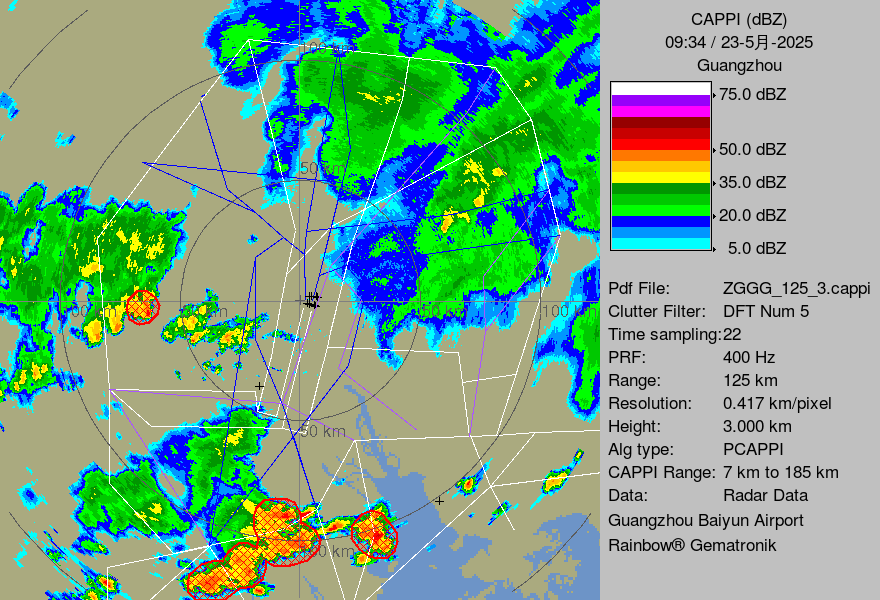 CAPPI (dBZ)
09:34 / 23-5月-2025
Guangzhou
75.0 dBZ
50.0 dBZ
35.0 dBZ
20.0 dBZ
5.0 dBZ
Pdf File: ZGGG_125_3.cappi
Clutter Filter: DFT Num 5
Time sampling:22
PRF: 400 Hz
Range: 125 km
Resolution: 0.417 km/pixel
Height: 3.000 km
Alg type: PCAPPI
CAPPI Range: 7 km to 185 km
Data: Radar Data
Guangzhou Baiyun Airport
Rainbow® Gematronik
100 km
50 km
100 km
50 km
50 km
100 km
50 km
100 km